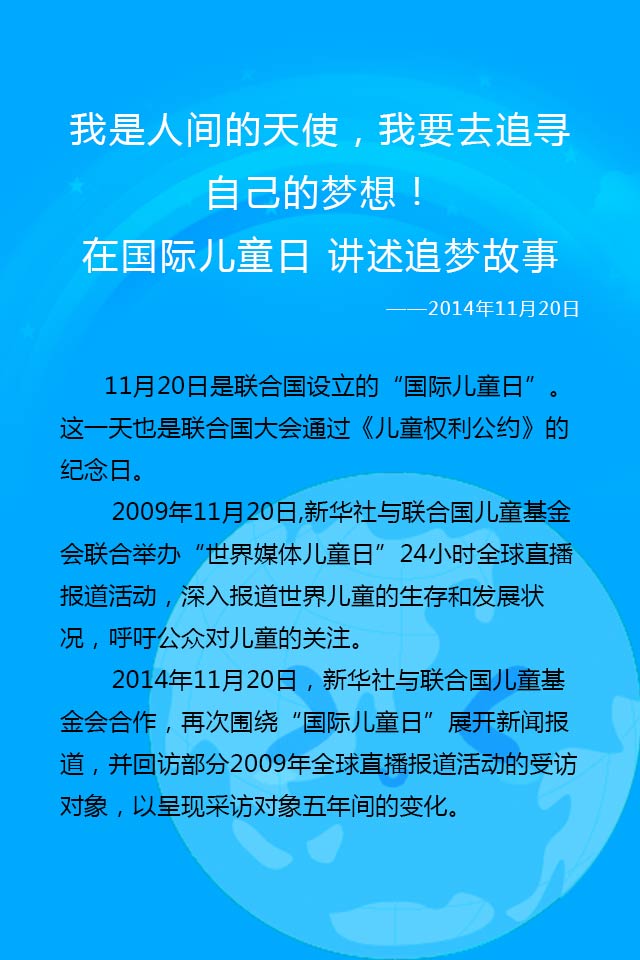 我是人间的天使，我要去追寻
自己的梦想！
在国际儿童日 讲述追梦故事
——2014年11月20日
11月20日是联合国设立的“国际儿童日”。
这一天也是联合国大会通过《儿童权利公约》的
纪念日。
2009年11月20日,新华社与联合国儿童基金
会联合举办“世界媒体儿童日”24小时全球直播
报道活动，深入报道世界儿童的生存和发展状
况，呼吁公众对儿童的关注。
2014年11月20日，新华社与联合国儿童基
金会合作，再次围绕“国际儿童日”展开新闻报
道，并回访部分2009年全球直播报道活动的受访
对象，以呈现采访对象五年间的变化。